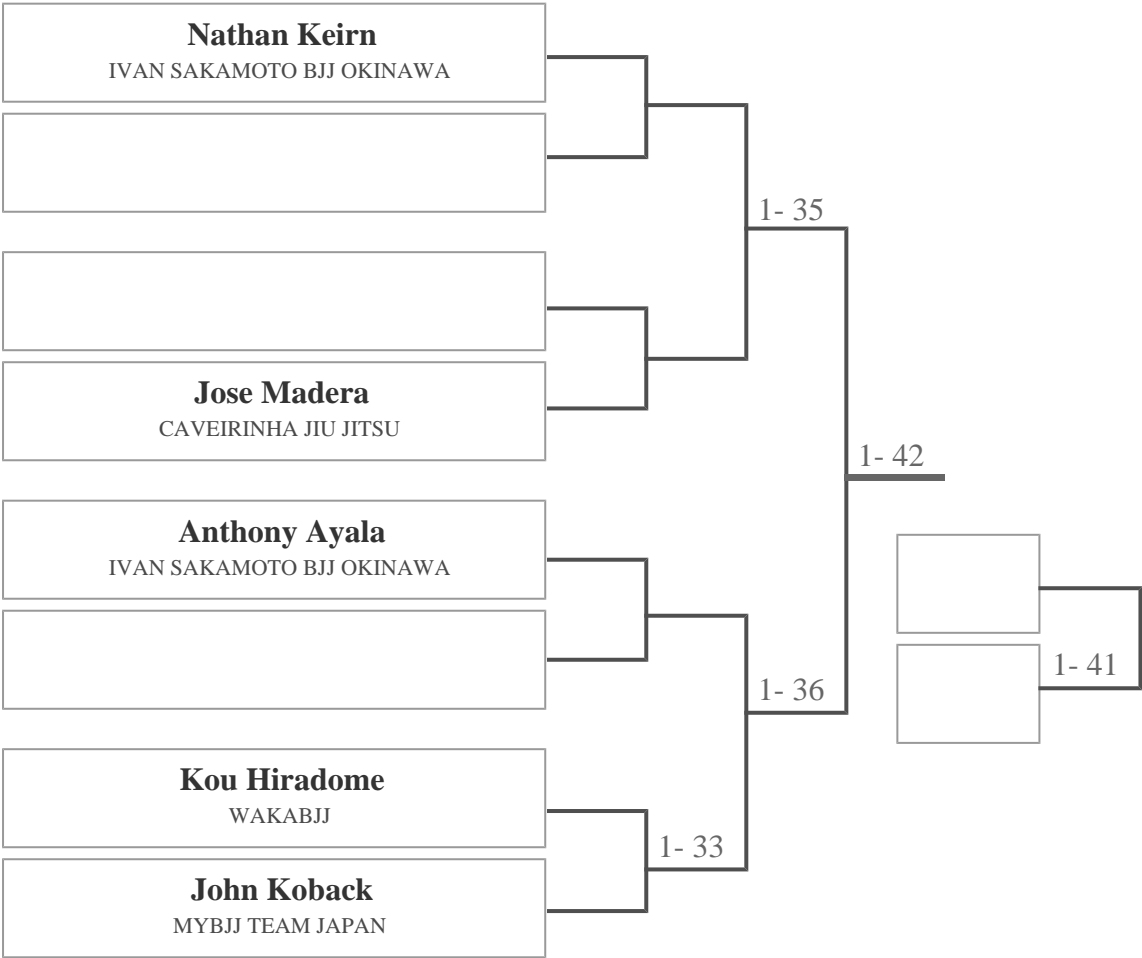 Nathan Keirn
IVAN SAKAMOTO BJJ OKINAWA
1- 35
Jose Madera
CAVEIRINHA JIU JITSU
1- 42
Anthony Ayala
IVAN SAKAMOTO BJJ OKINAWA
1- 36
1- 41
Kou Hiradome
WAKABJJ
1- 33
John Koback
MYBJJ TEAM JAPAN